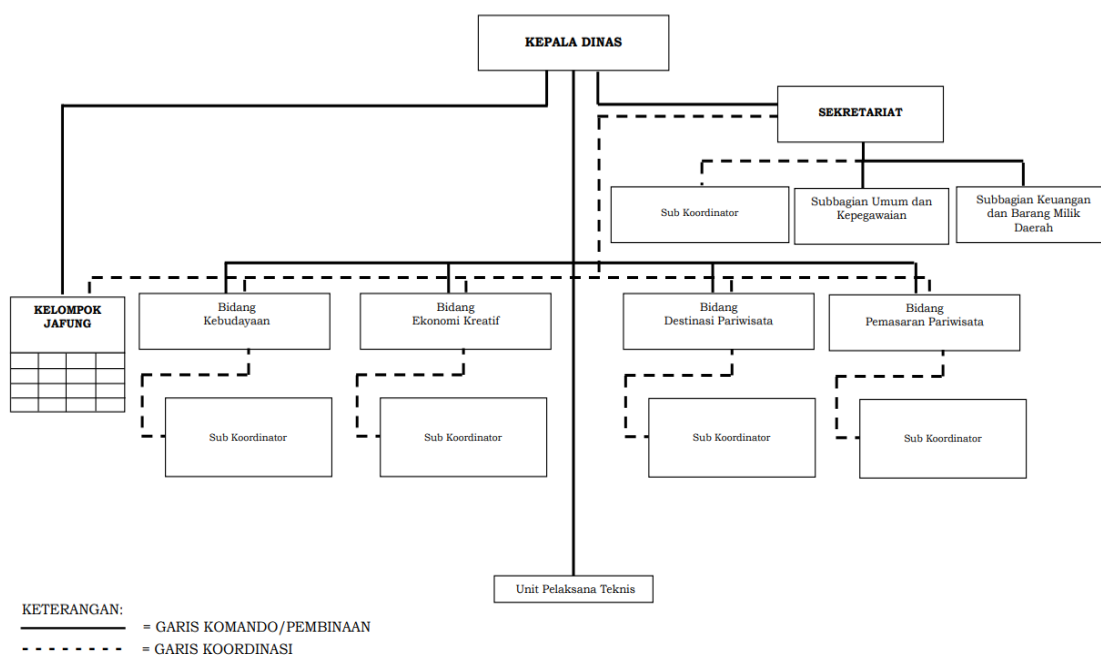 KEPALA DINAS
SEKRETARIAT
Sub Koordinator
Subbagian Umum dan
Kepegawaian
Subbagian Keuangan
dan Barang Milik
Daerah
KELOMPOK
JAFUNG
Bidang
Kebudayaan
Bidang
Ekonomi Kreatif
Bidang
Destinasi Pariwisata
Bidang
Pemasaran Pariwisata
Sub Koordinator
Sub Koordinator
Sub Koordinator
Sub Koordinator
Unit Pelaksana Teknis
KETERANGAN:
= GARIS KOMANDO/PEMBINAAN
= GARIS KOORDINASI